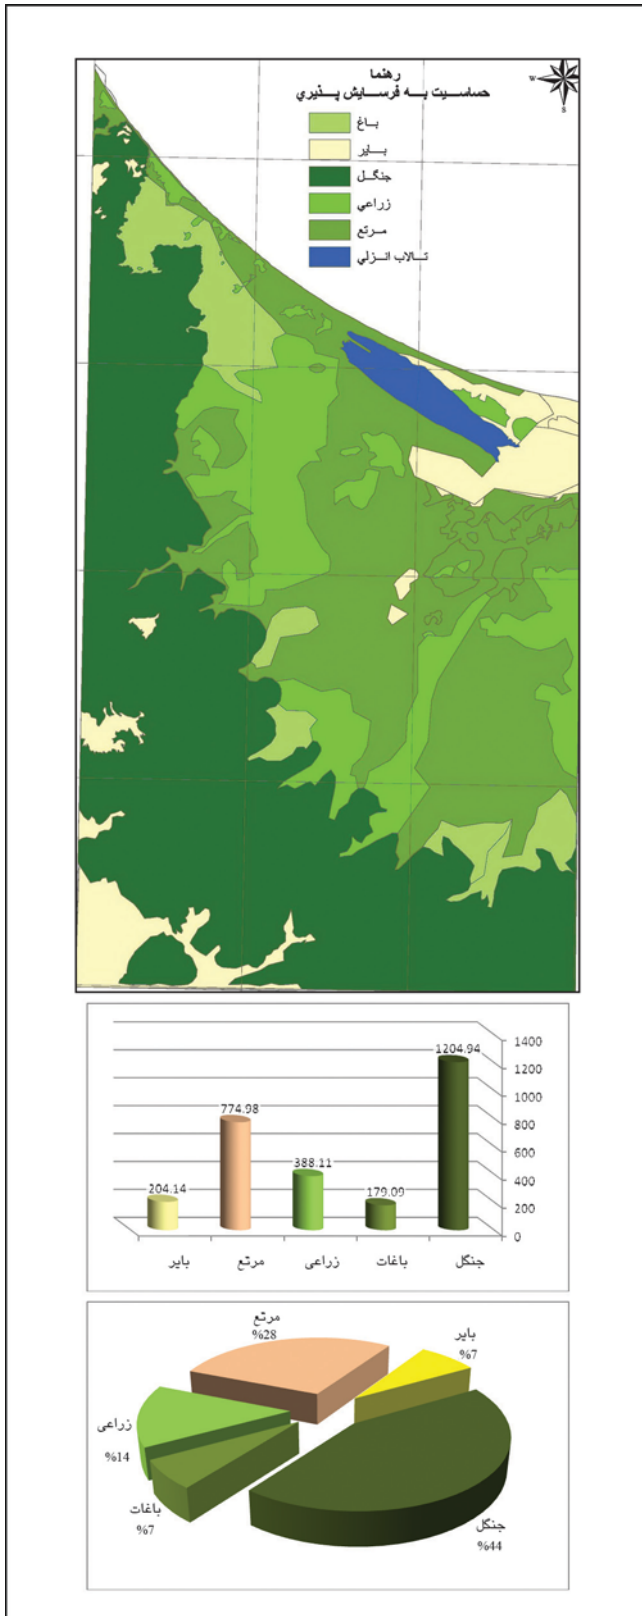 رهنما
حساسیت به فرسایش پذیري
باغ
بایر
جنگل
زراعي
مرتع
تالاب انزلي
W
S
1400
1200
1000
800
600
400
200
0
1204.94
774.98
388.11
204.14
179.09
جنگل
باغات
زراعی
مرتع
بایر
مرتع
%28
بایر
%7
زراعی
%14
باغات
%7
جنگل
%44